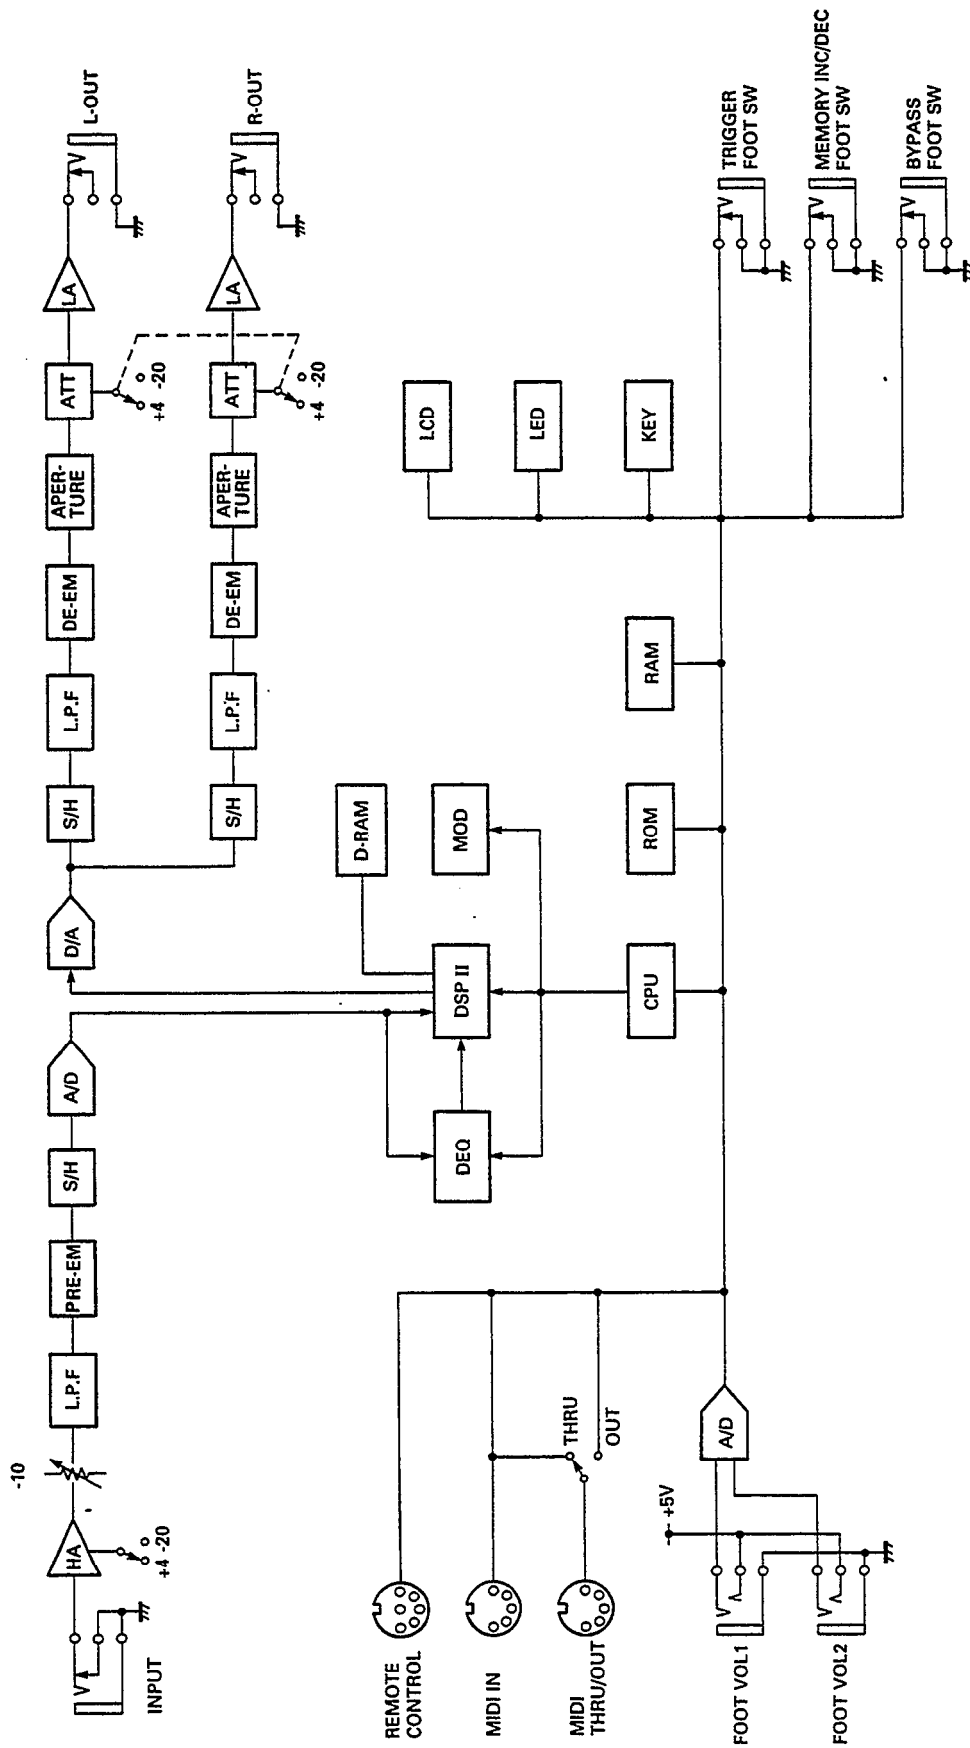 INPUT
HA
+4 -20
-10
L.P.F
PRE-EM
S/H
A/D
D/A
S/H
L.P.F
DE-EM
APER-
TURE
ATT
+4 -20
LA
L-OUT
S/H
L.P.F
DE-EM
APER-
TURE
ATT
+4 -20
LA
R-OUT
DEQ
DSP II
D-RAM
MOD
CPU
ROM
RAM
LCD
LED
KEY
TRIGGER
FOOT SW
MEMORY INC/DEC
FOOT SW
BYPASS
FOOT SW
REMOTE
CONTROL
MIDI IN
MIDI
THRU/OUT
THRU
OUT
FOOT VOL1
FOOT VOL2
+5V
A/D